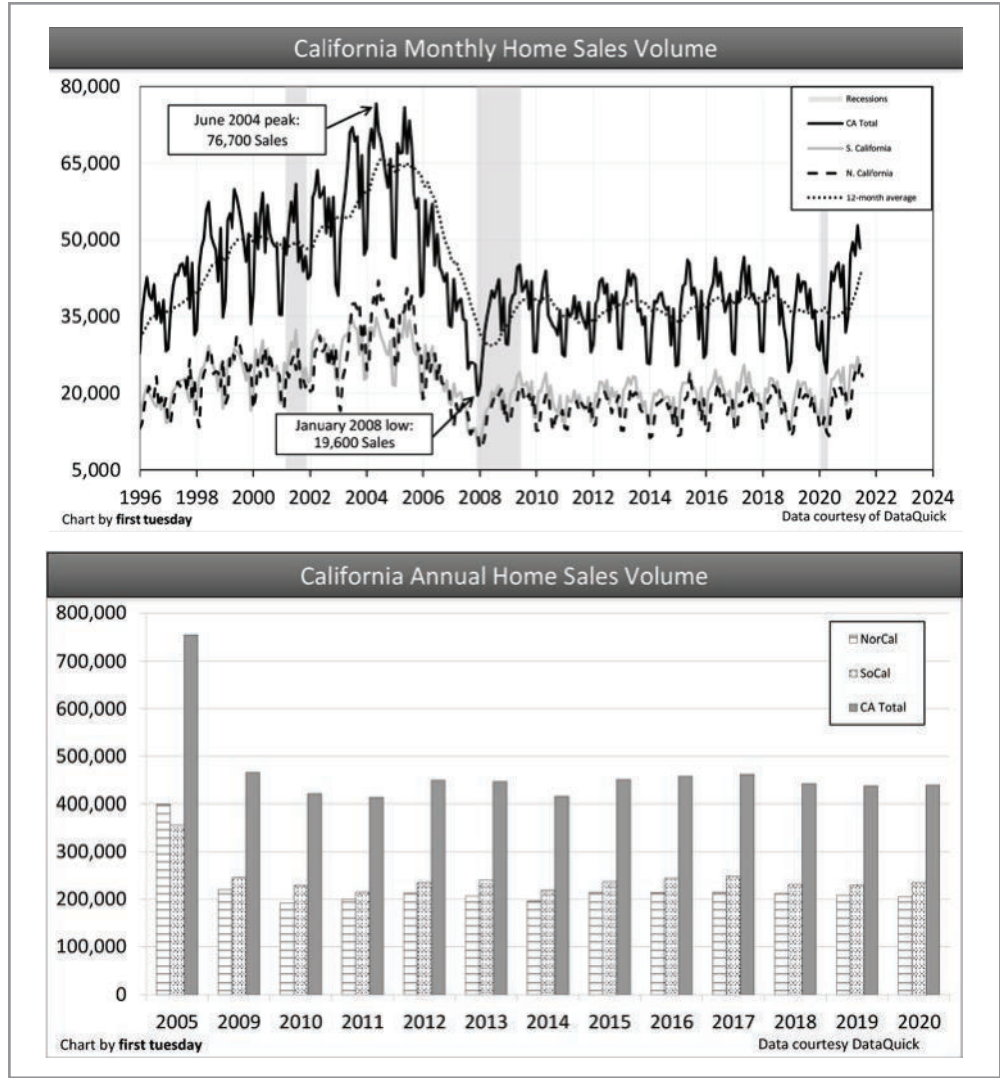 California Monthly Home Sales Volume
80,000
65,000
50,000
35,000
20,000
5,000
June 2004 peak:
76,700 Sales
January 2008 low:
19,600 Sales
Recessions
CA Total
S. California
N. California
12-month average
1996 1998 2000 2002 2004 2006 2008 2010 2012 2014 2016 2018 2020 2022 2024
Chart by first tuesday
Data courtesy of DataQuick
California Annual Home Sales Volume
800,000
700,000
600,000
500,000
400,000
300,000
200,000
100,000
0
NorCal
SoCal
CA Total
2005 2009 2010 2011 2012 2013 2014 2015 2016 2017 2018 2019 2020
Chart by first tuesday
Data courtesy DataQuick